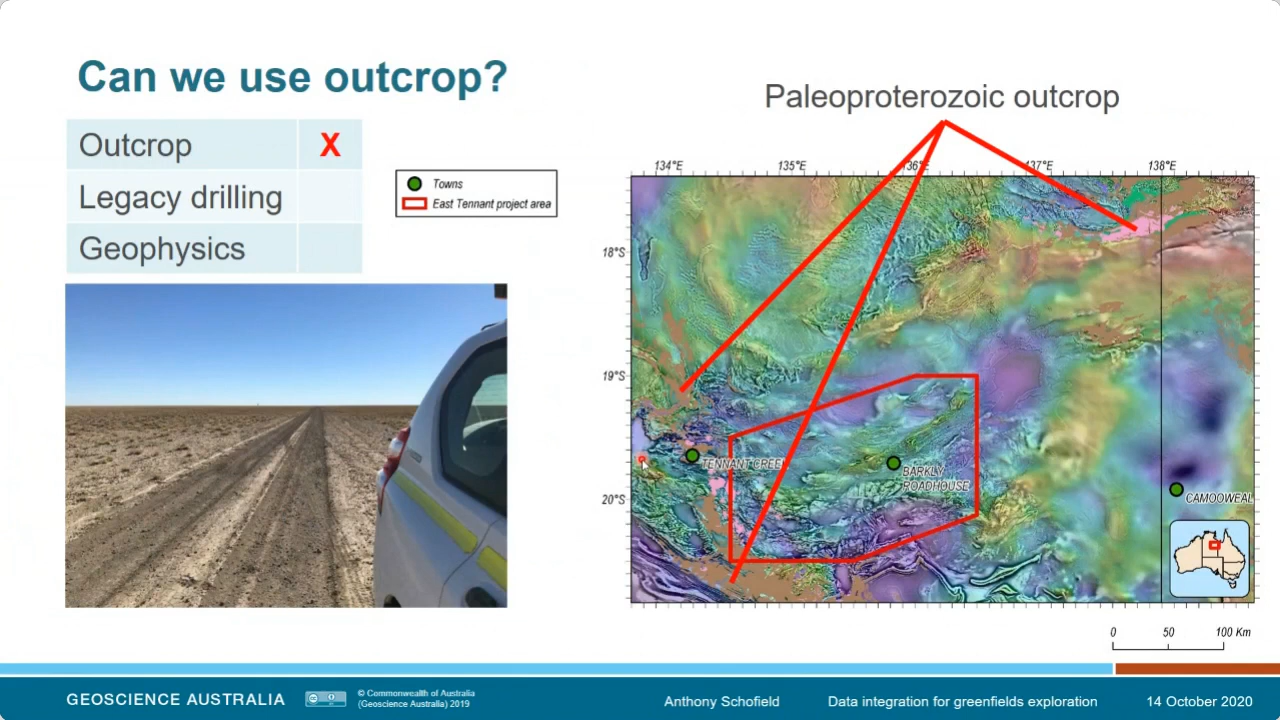 Can we use outcrop?
Outcrop X
Legacy drilling
Geophysics
Towns
East Tennant project area
Paleoproterozoic outcrop
134°E 135°E 136°E 137°E 138°E
18°S
19°S
20°S
TENNANT CREE
BARKLY
ROADHOUSE
CAMOOWEAL
0 50 100 Km
GEOSCIENCE AUSTRALIA
© Commonwealth of Australia
(Geoscience Australia) 2019
Anthony Schofield
Data integration for greenfields exploration
14 October 2020